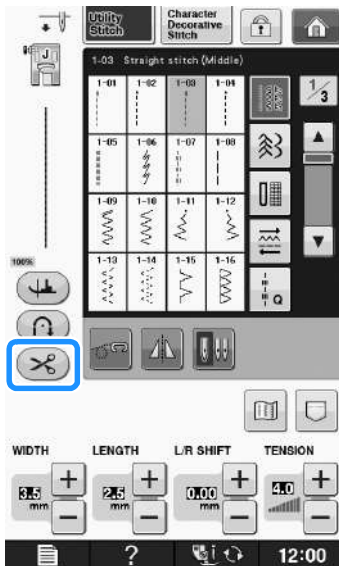 Utility
Stitch
Character
Decorative
Stitch
J
1-03 Straight stitch (Middle)
1/3
1-01 1-02 1-03 1-04
1-05 1-06 1-07 1-08
1-09 1-10 1-11 1-12
1-13 1-14 1-15 1-16
100%
Q
WIDTH LENGTH L/R SHIFT TENSION
3.5 mm + −
2.5 mm + −
0.00 mm + −
4.0 + −
? 12:00